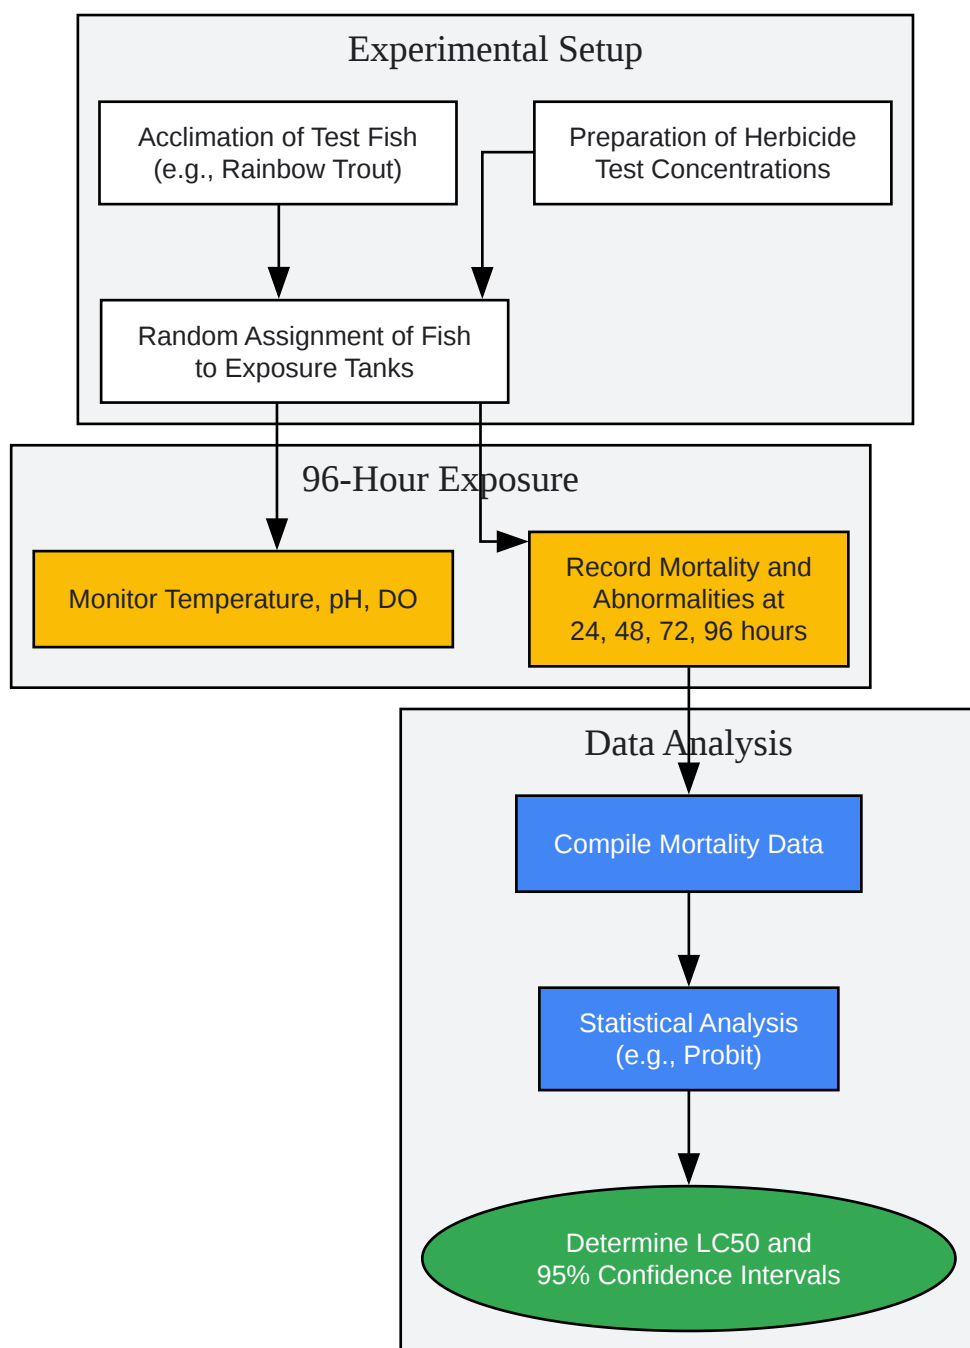 Experimental Setup
Acclimation of Test Fish
(e.g., Rainbow Trout)
Preparation of Herbicide
Test Concentrations
Random Assignment of Fish
to Exposure Tanks
96-Hour Exposure
Monitor Temperature, pH, DO
Record Mortality and
Abnormalities at
24, 48, 72, 96 hours
Data Analysis
Compile Mortality Data
Statistical Analysis
(e.g., Probit)
Determine LC50 and
95% Confidence Intervals